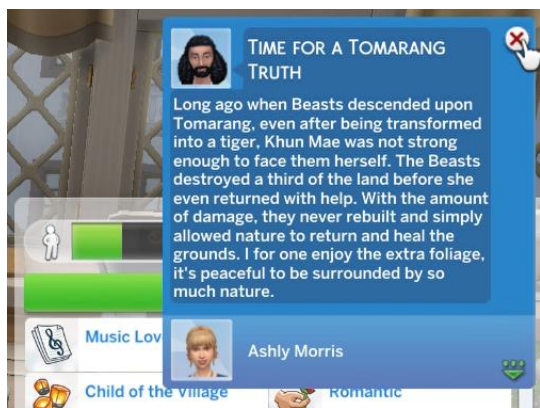 TIME FOR A TOMARANG
TRUTH
Long ago when Beasts descended upon
Tomarang, even after being transformed
into a tiger, Khun Mae was not strong
enough to face them herself. The Beasts
destroyed a third of the land before she
even returned with help. With the amount
of damage, they never rebuilt and simply
allowed nature to return and heal the
grounds. I for one enjoy the extra foliage,
it's peaceful to be surrounded by so
much nature.
Music Lov
Ashly Morris
Child of the Village
Romantic